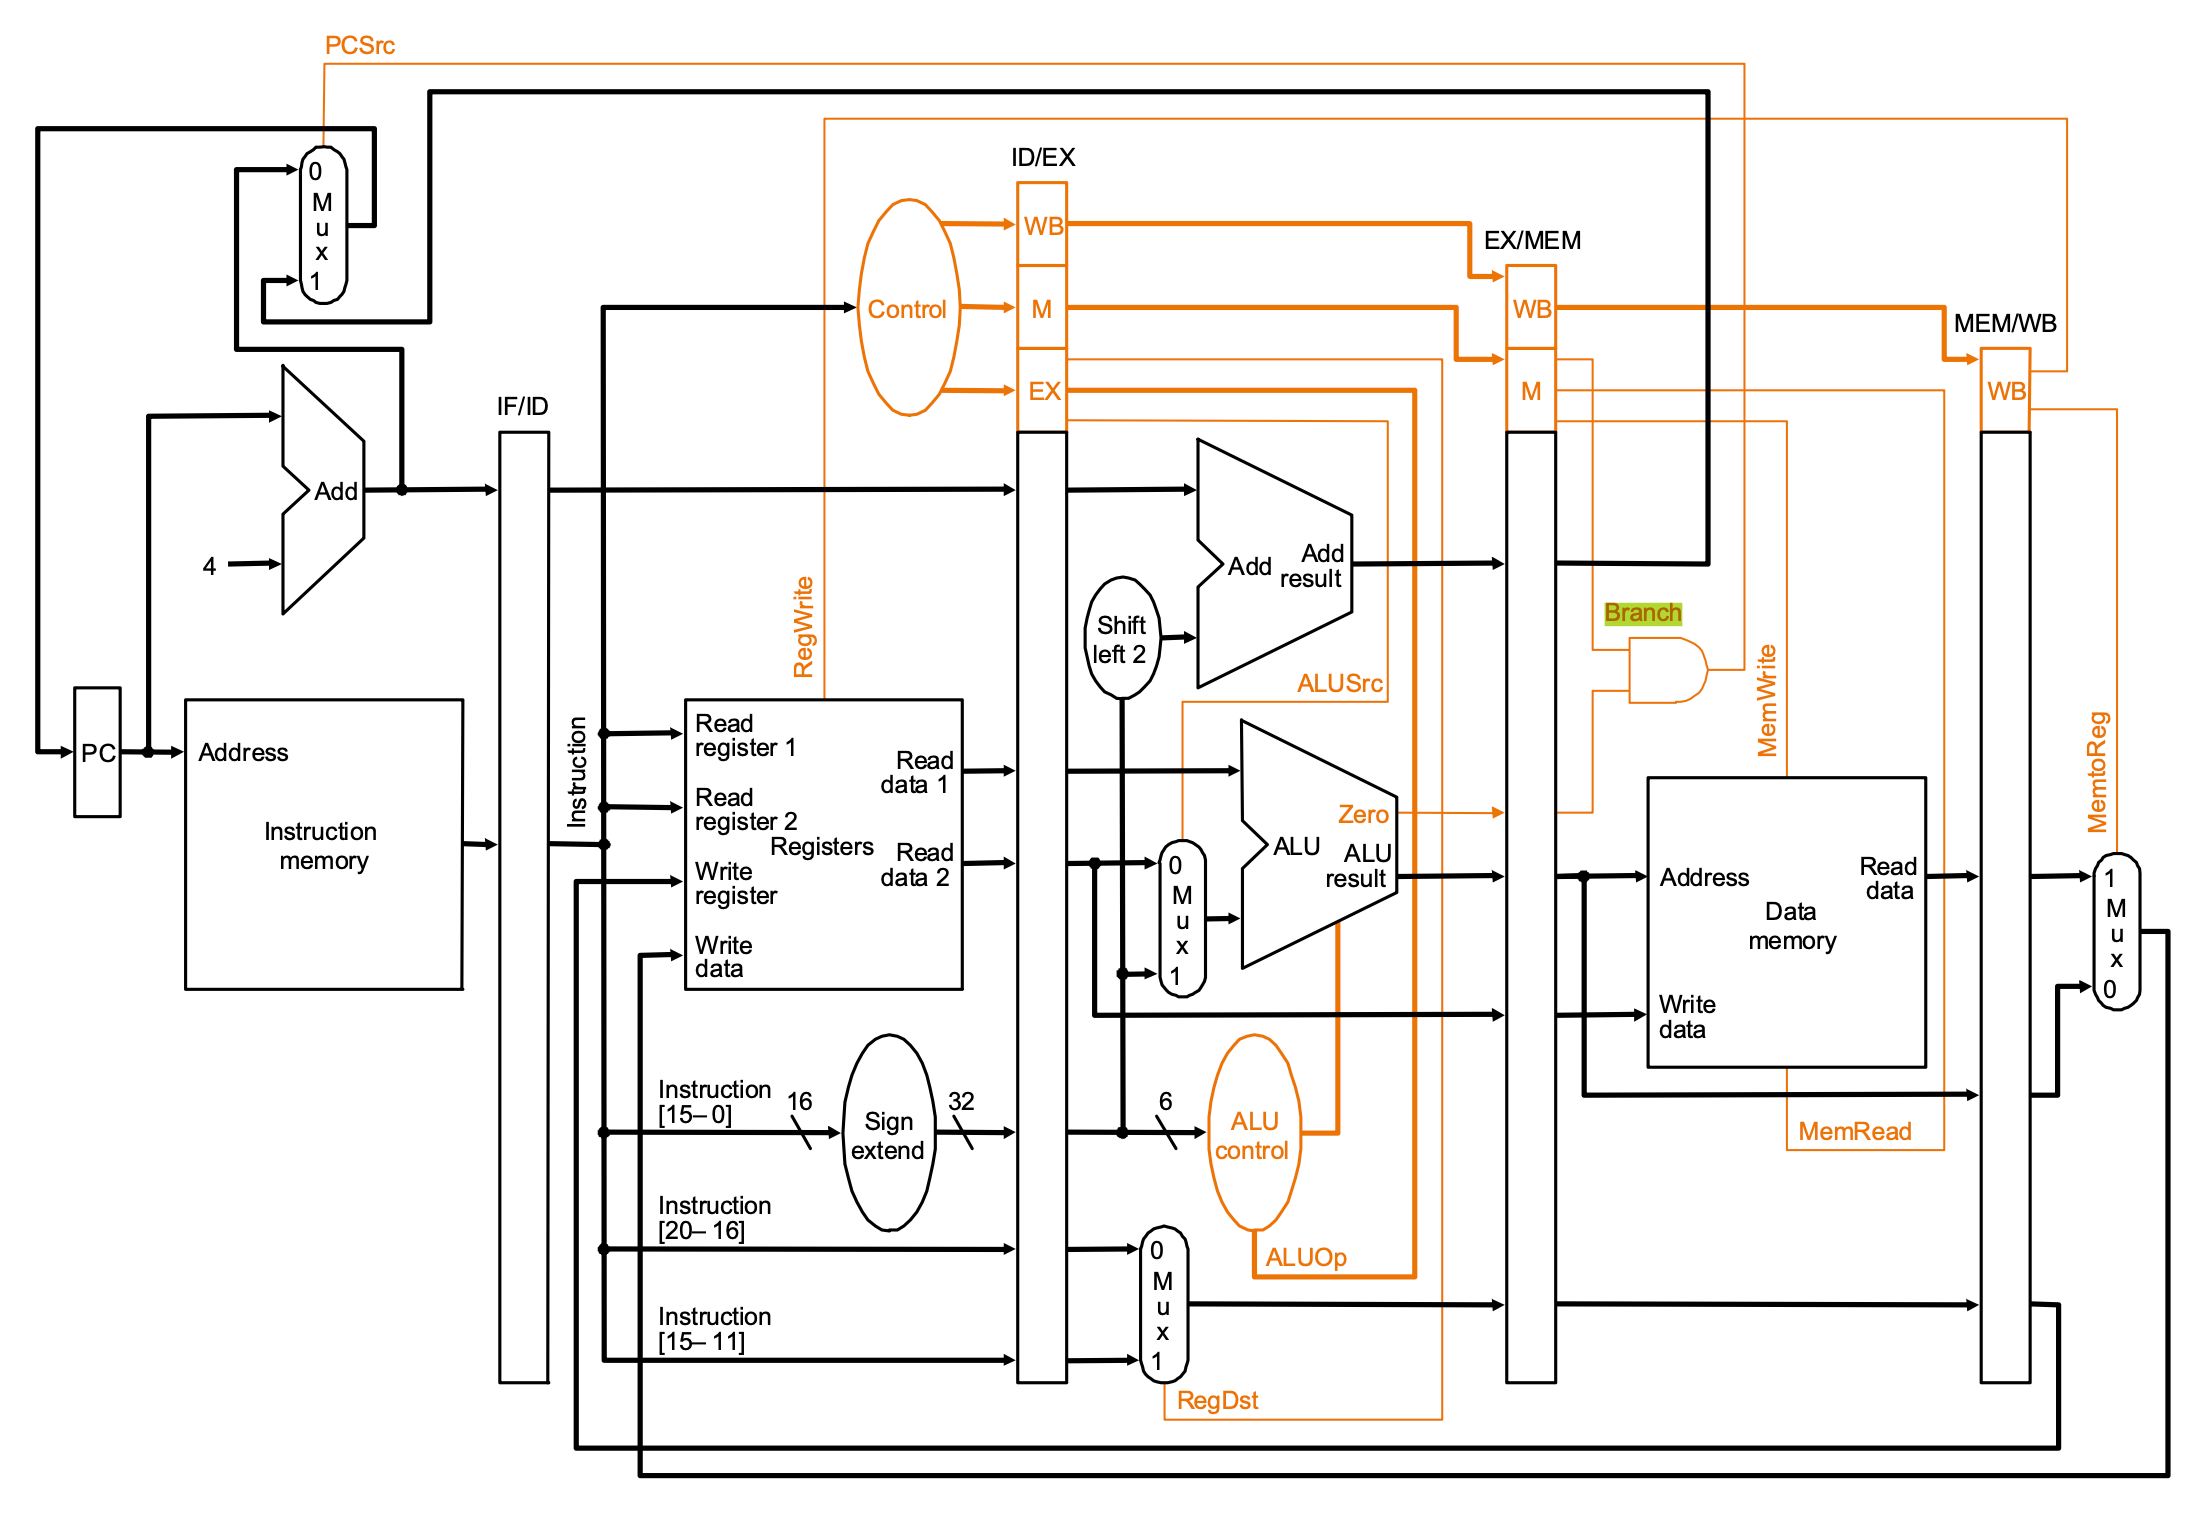 PCSrc
0
M
u
x
1
ID/EX
WB
M
EX
Control
EX/MEM
WB
M
MEM/WB
WB
IF/ID
Add
4
RegWrite
Add
Add
result
Shift
left 2
Branch
ALUSrc
MemWrite
MemtoReg
PC
Address
Instruction
memory
Instruction
Read
register 1
Read
register 2
Write
register
Write
data
Registers
Read
data 1
Read
data 2
0
M
u
x
1
Zero
ALU
ALU
result
Address
Data
memory
Read
data
Write
data
1
M
u
x
0
Instruction
[15– 0]
16
Sign
extend
32
6
ALU
control
MemRead
Instruction
[20– 16]
ALUOp
0
M
u
x
1
Instruction
[15– 11]
RegDst